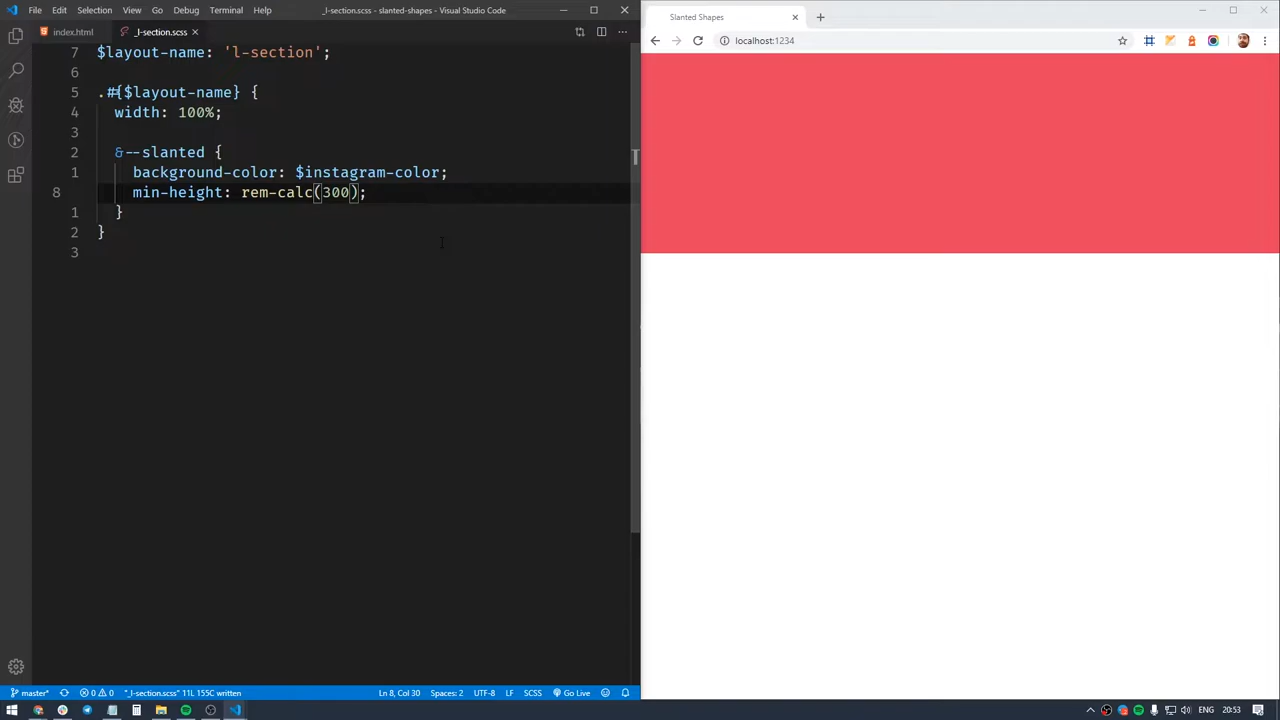 File Edit Selection View Go Debug Terminal Help
_l-section.scss - slanted-shapes - Visual Studio Code
index.html
_l-section.scss
7 $layout-name: 'l-section';
6
5 .#{$layout-name} {
4 width: 100%;
3
2 &--slanted {
1 background-color: $instagram-color;
8 min-height: rem-calc(300);
1 }
2 }
3
master*
0 0
"_l-section.scss" 11L 155C written
Ln 8, Col 30
Spaces: 2
UTF-8
LF
SCSS
Go Live
Slanted Shapes
localhost:1234
T
ENG
20:53